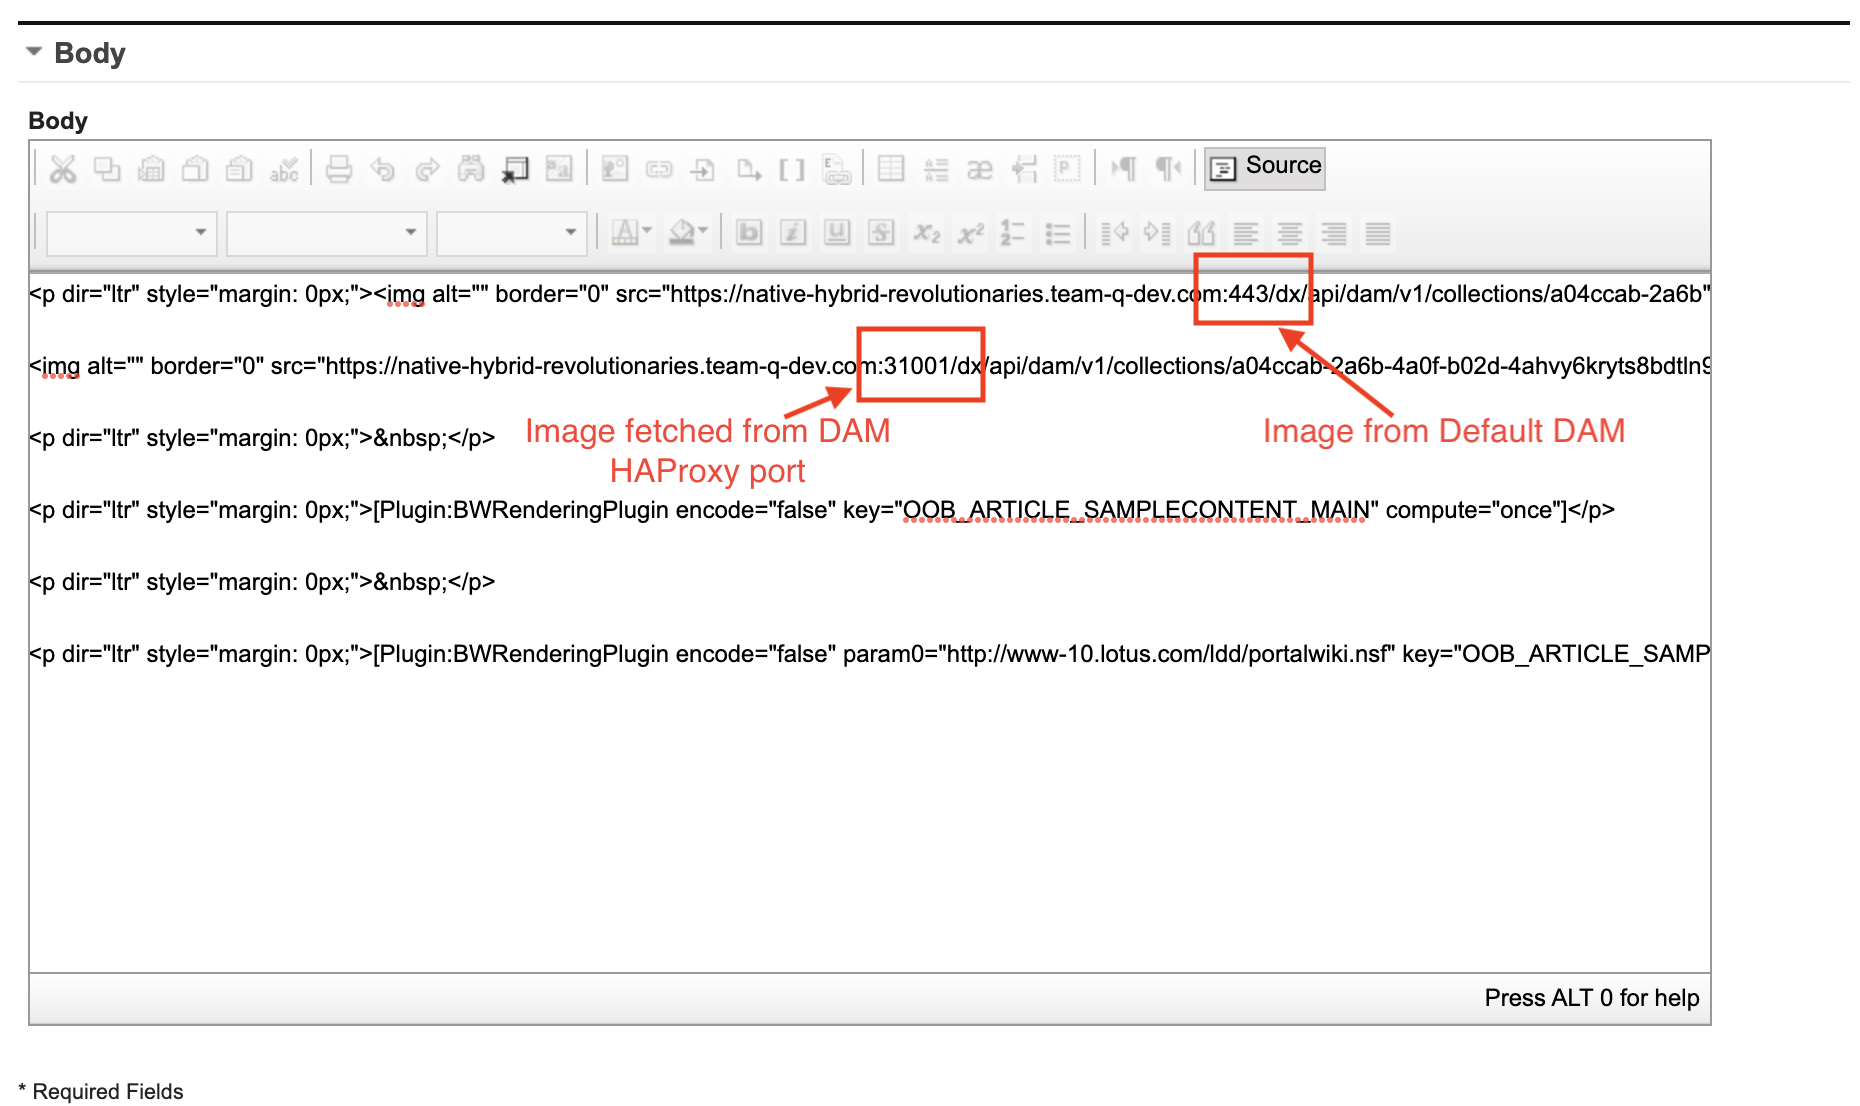 Body
Body
Source
<p dir="ltr" style="margin: 0px;"><img alt="" border="0" src="https://native-hybrid-revolutionaries.team-q-dev.com:443/dx/api/dam/v1/collections/a04ccab-2a6b"
<img alt="" border="0" src="https://native-hybrid-revolutionaries.team-q-dev.com:31001/dx/api/dam/v1/collections/a04ccab-2a6b-4a0f-b02d-4ahvy6kryts8bdtln9
Image fetched from DAM
HAProxy port
Image from Default DAM
<p dir="ltr" style="margin: 0px;">&nbsp;</p>
<p dir="ltr" style="margin: 0px;">[Plugin:BWRenderingPlugin encode="false" key="OOB_ARTICLE_SAMPLECONTENT_MAIN" compute="once"]</p>
<p dir="ltr" style="margin: 0px;">&nbsp;</p>
<p dir="ltr" style="margin: 0px;">[Plugin:BWRenderingPlugin encode="false" param0="http://www-10.lotus.com/ldd/portalwiki.nsf" key="OOB_ARTICLE_SAMP
Press ALT 0 for help
* Required Fields